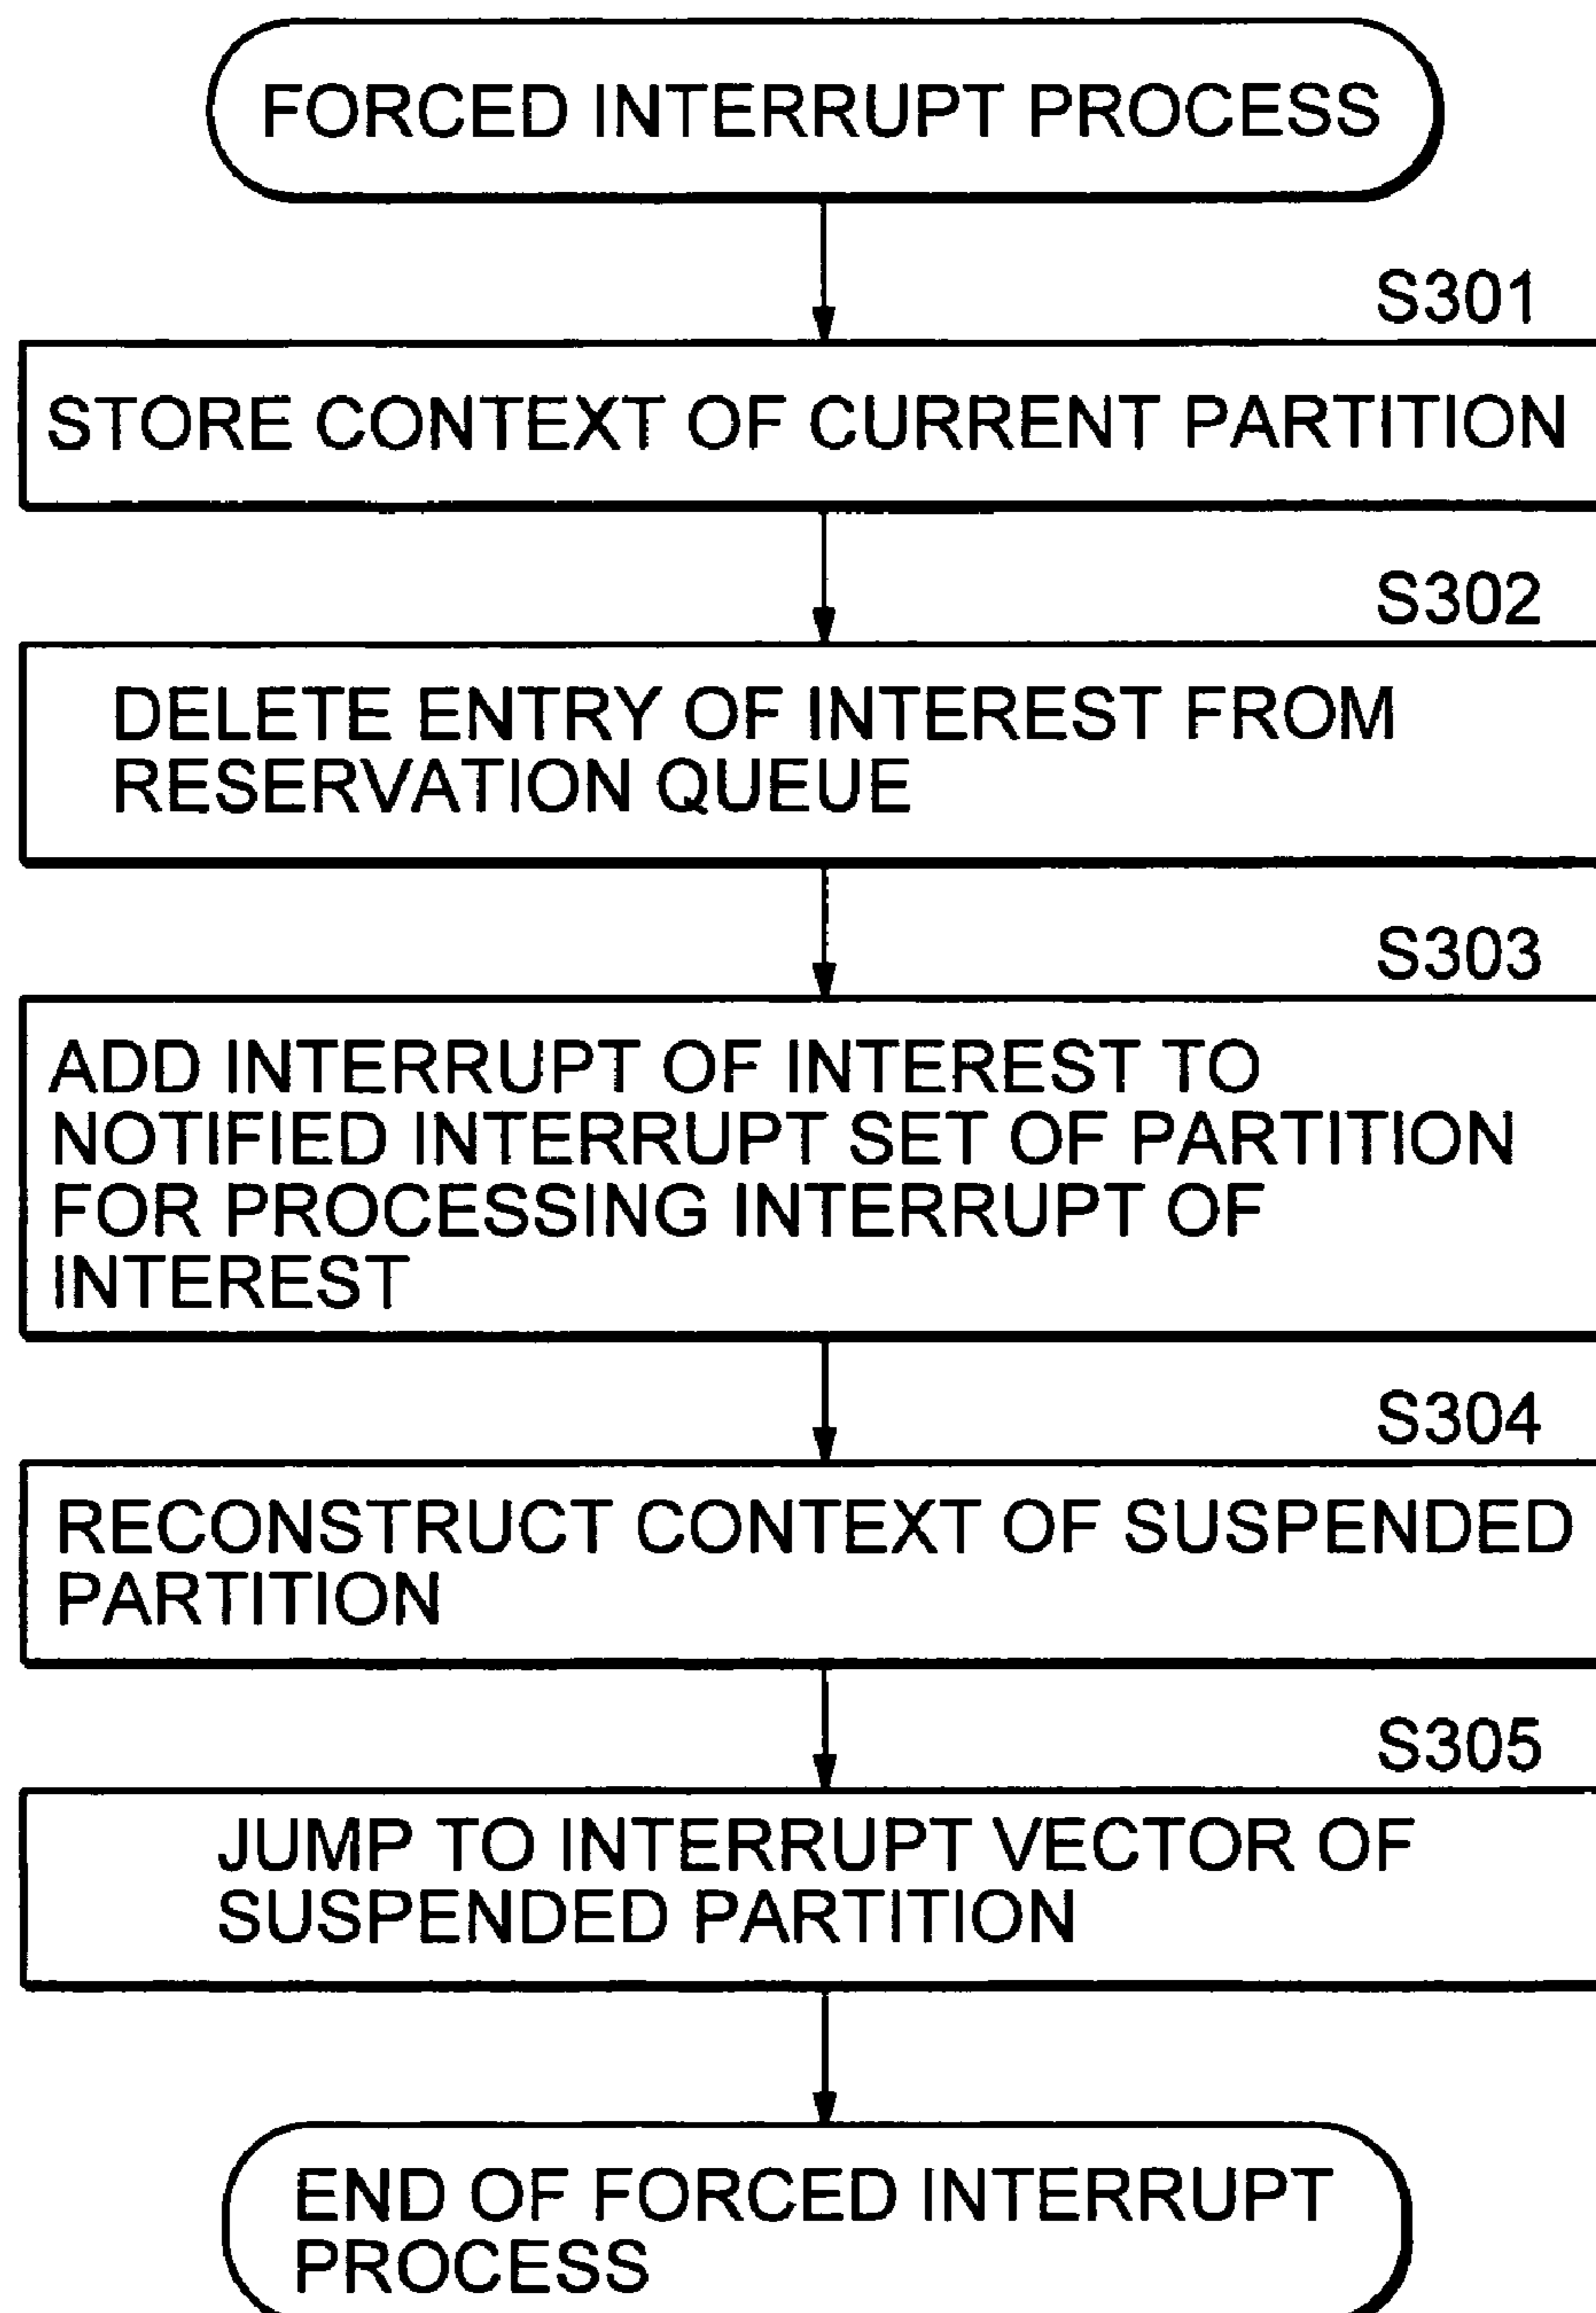 FORCED INTERRUPT PROCESS
S301
STORE CONTEXT OF CURRENT PARTITION
S302
DELETE ENTRY OF INTEREST FROM
RESERVATION QUEUE
S303
ADD INTERRUPT OF INTEREST TO
NOTIFIED INTERRUPT SET OF PARTITION
FOR PROCESSING INTERRUPT OF
INTEREST
S304
RECONSTRUCT CONTEXT OF SUSPENDED
PARTITION
S305
JUMP TO INTERRUPT VECTOR OF
SUSPENDED PARTITION
END OF FORCED INTERRUPT
PROCESS